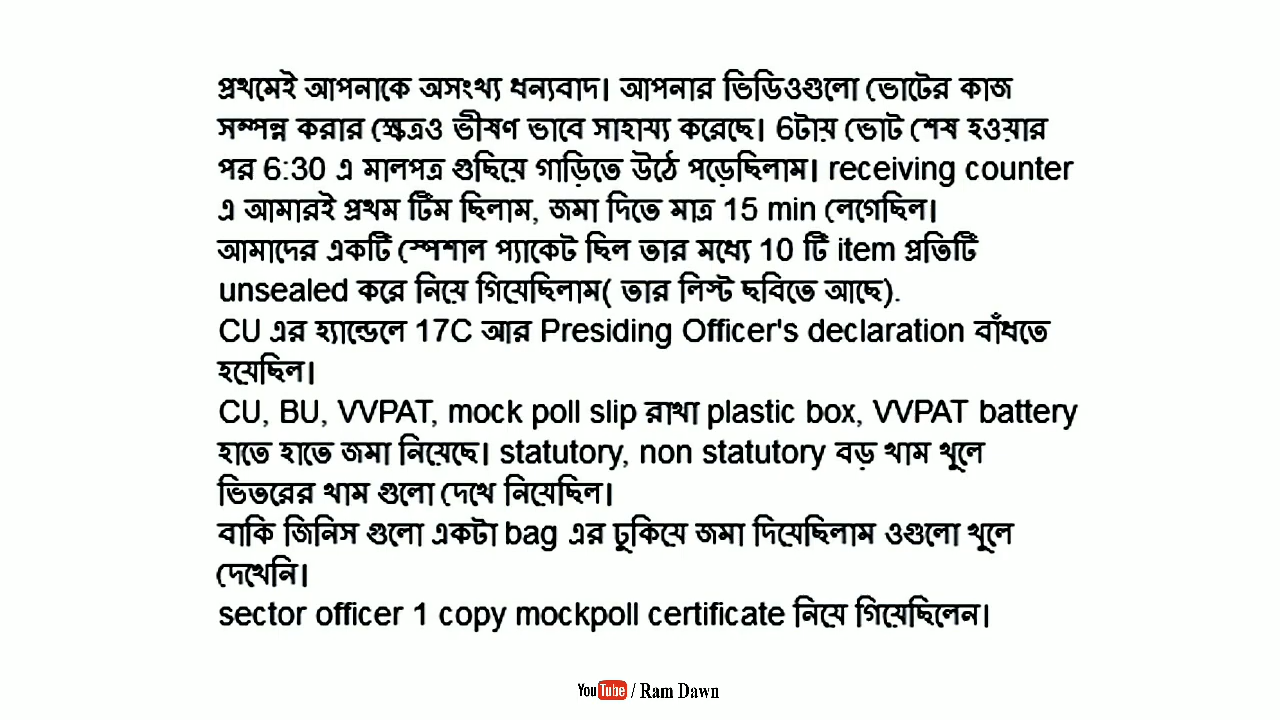 প্রথমেই আপনাকে অসংখ্য ধন্যবাদ। আপনার ভিডিওগুলো ভোটের কাজ
সম্পন্ন করার ক্ষেত্রেও ভীষণ ভাবে সাহায্য করেছে। 6টায় ভোট শেষ হওয়ার
পর 6:30 এ মালপত্র গুছিয়ে গাড়িতে উঠে পড়েছিলাম। receiving counter
এ আমারই প্রথম টিম ছিলাম, জমা দিতে মাত্র 15 min লেগেছিল।
আমাদের একটি স্পেশাল প্যাকেট ছিল তার মধ্যে 10 টি item প্রতিটি
unsealed করে নিয়ে গিয়েছিলাম( তার লিস্ট ছবিতে আছে).
CU এর হ্যান্ডেলে 17C আর Presiding Officer's declaration বাঁধতে
হয়েছিল।
CU, BU, VVPAT, mock poll slip রাখা plastic box, VVPAT battery
হাতে হাতে জমা নিয়েছে। statutory, non statutory বড় খাম খুলে
ভিতরের খাম গুলো দেখে নিয়েছিল।
বাকি জিনিস গুলো একটা bag এর ঢুকিয়ে জমা দিয়েছিলাম ওগুলো খুলে
দেখেনি।
sector officer 1 copy mockpoll certificate নিয়ে গিয়েছিলেন।
YouTube / Ram Dawn